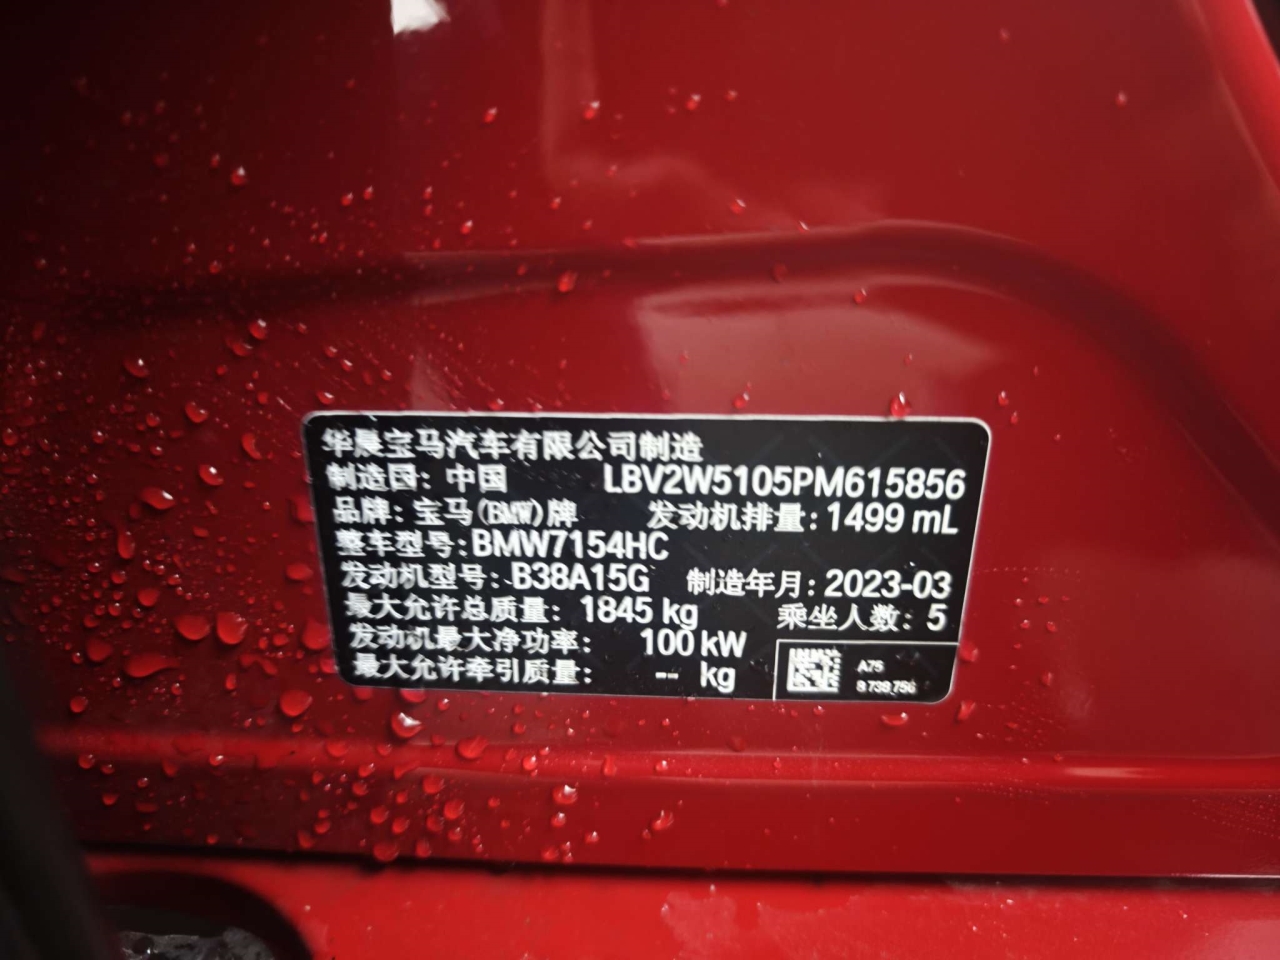 华晨宝马汽车有限公司制造
制造国: 中国 LBV2W5105PM615856
品牌: 宝马(BMW)牌 发动机排量: 1499 mL
整车型号: BMW7154HC
发动机型号: B38A15G 制造年月: 2023-03
最大允许总质量: 1845 kg 乘坐人数: 5
发动机最大净功率: 100 kW
最大允许牵引质量: -- kg
A75
8 739 756